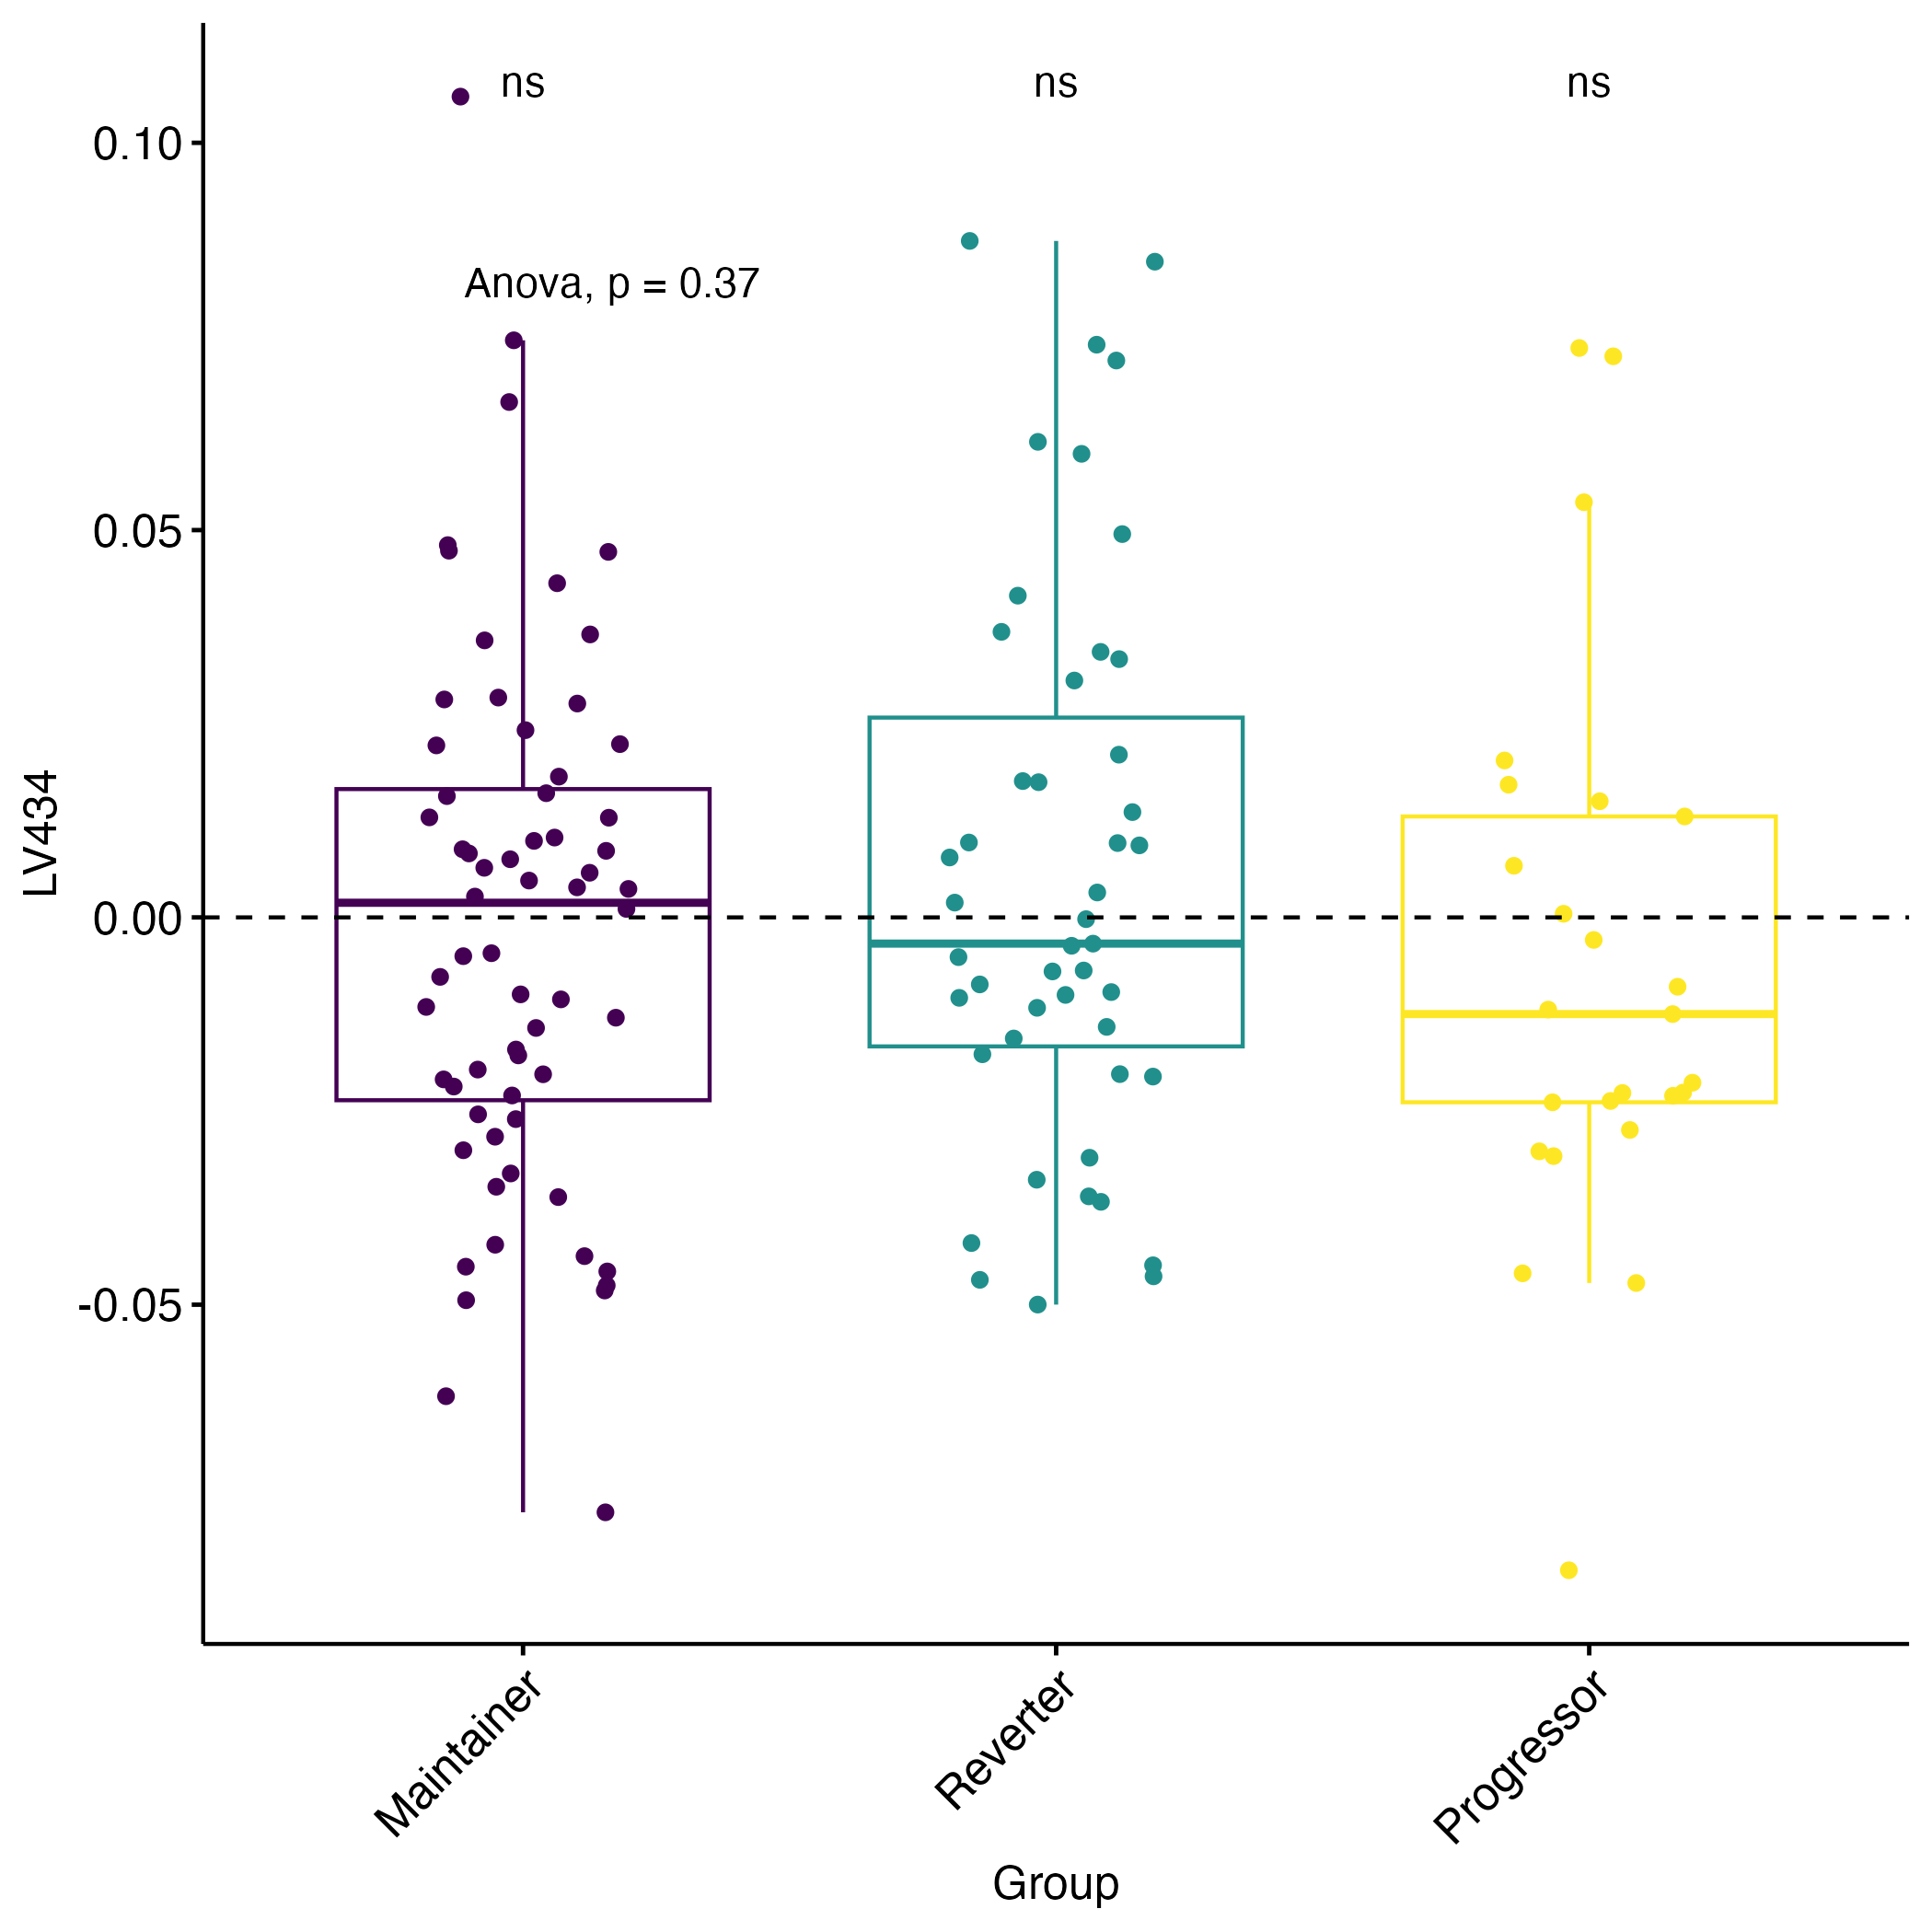 ns ns ns
0.10
Anova, p = 0.37
0.05
LV434
0.00
-0.05
Maintainer Reverter Progressor
Group